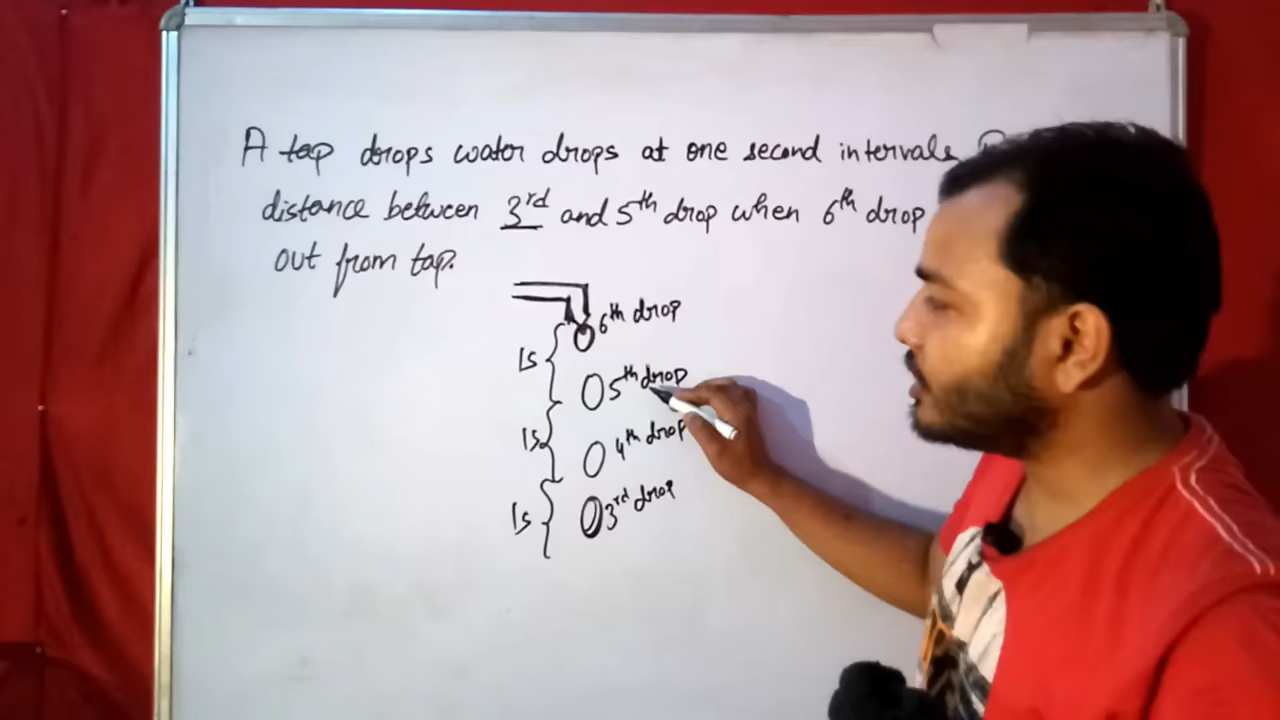 A tap drops water drops at one second intervals
distance between 3rd and 5th drop when 6th drop
out from tap.
6th drop
1s
5th drop
1s
4th drop
1s
3rd drop